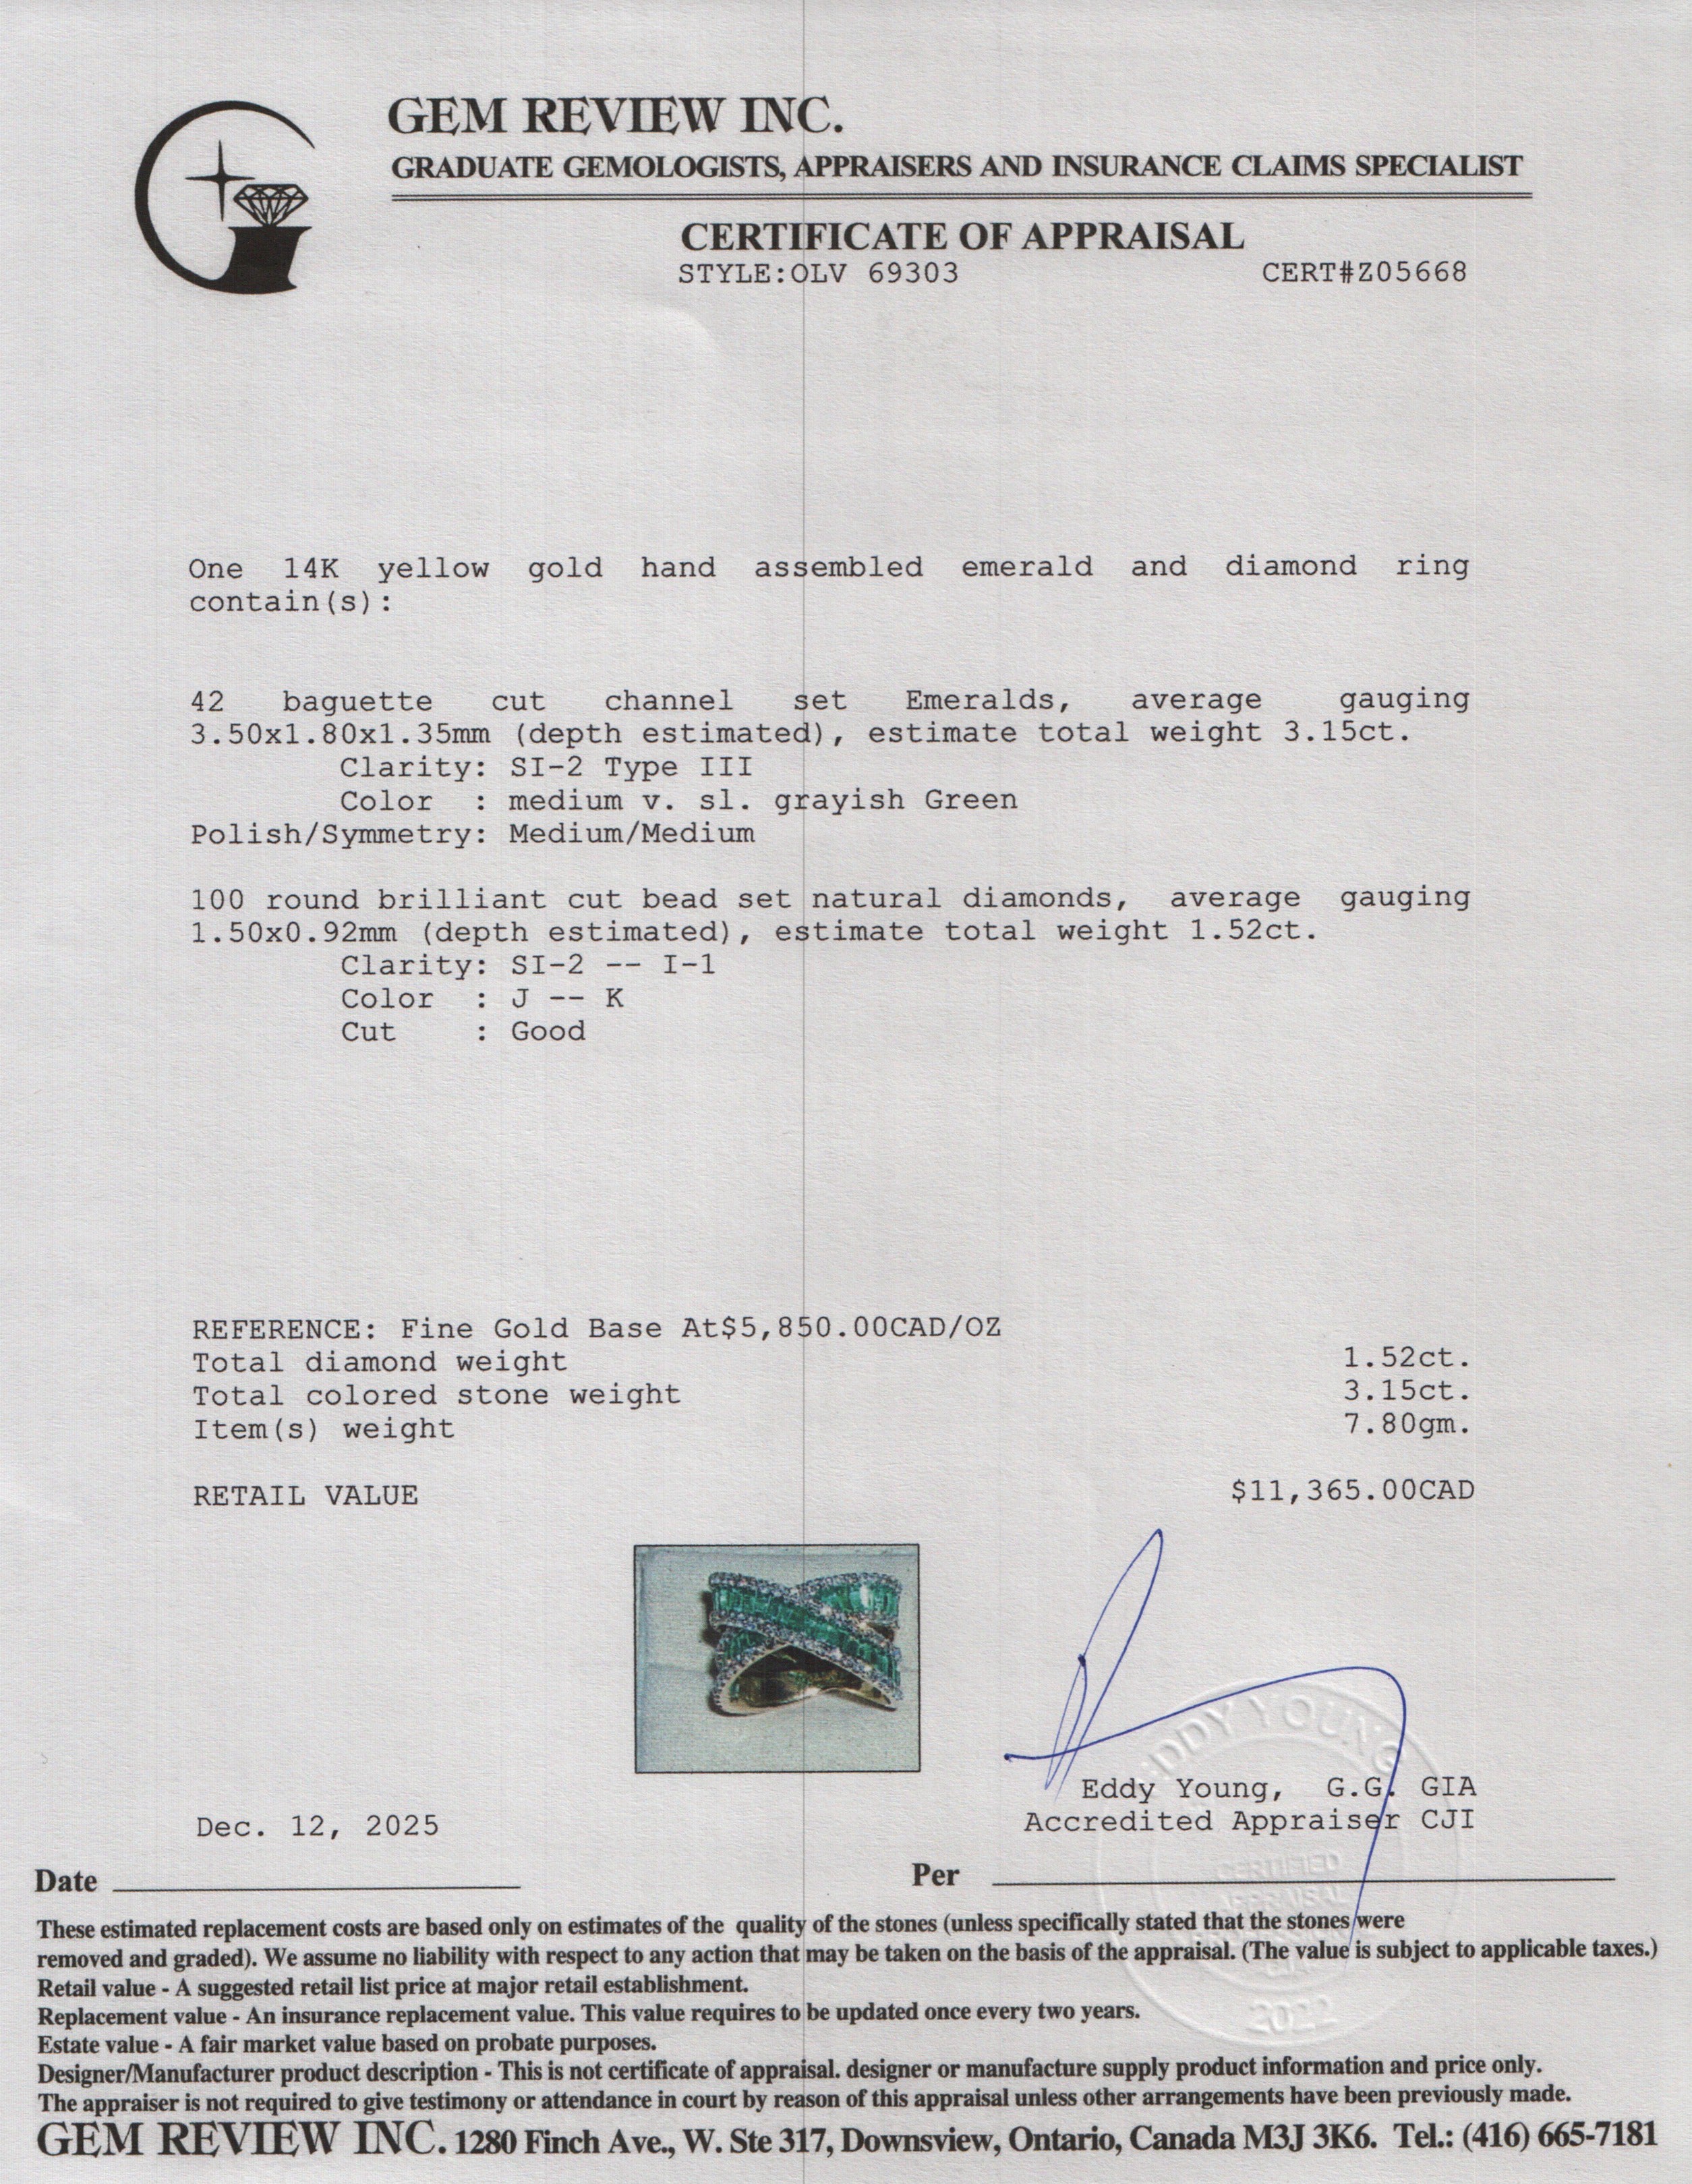 GEM REVIEW INC.
GRADUATE GEMOLOGISTS, APPRAISERS AND INSURANCE CLAIMS SPECIALIST
CERTIFICATE OF APPRAISAL
STYLE:OLV 69303 CERT#Z05668
One 14K yellow gold hand assembled emerald and diamond ring
contain(s):
42 baguette cut channel set Emeralds, average gauging
3.50x1.80x1.35mm (depth estimated), estimate total weight 3.15ct.
Clarity: SI-2 Type III
Color : medium v. sl. grayish Green
Polish/Symmetry: Medium/Medium
100 round brilliant cut bead set natural diamonds, average gauging
1.50x0.92mm (depth estimated), estimate total weight 1.52ct.
Clarity: SI-2 -- I-1
Color : J -- K
Cut : Good
REFERENCE: Fine Gold Base At$5,850.00CAD/OZ
Total diamond weight 1.52ct.
Total colored stone weight 3.15ct.
Item(s) weight 7.80gm.
RETAIL VALUE $11,365.00CAD
EDDY YOUNG
Eddy Young, G.G. GIA
Accredited Appraiser CJI
Dec. 12, 2025
CERTIFIED
APPRAISAL
2022
Date Per
These estimated replacement costs are based only on estimates of the quality of the stones (unless specifically stated that the stones were
removed and graded). We assume no liability with respect to any action that may be taken on the basis of the appraisal. (The value is subject to applicable taxes.)
Retail value - A suggested retail list price at major retail establishment.
Replacement value - An insurance replacement value. This value requires to be updated once every two years.
Estate value - A fair market value based on probate purposes.
Designer/Manufacturer product description - This is not certificate of appraisal. designer or manufacture supply product information and price only.
The appraiser is not required to give testimony or attendance in court by reason of this appraisal unless other arrangements have been previously made.
GEM REVIEW INC. 1280 Finch Ave., W. Ste 317, Downsview, Ontario, Canada M3J 3K6. Tel.: (416) 665-7181